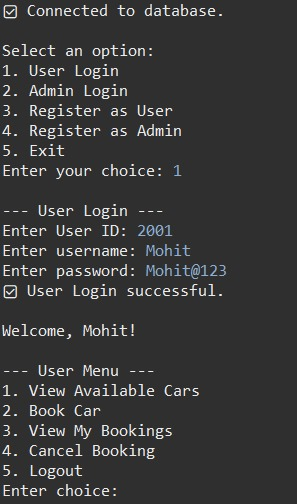 ☑ Connected to database.

Select an option:
1. User Login
2. Admin Login
3. Register as User
4. Register as Admin
5. Exit
Enter your choice: 1

--- User Login ---
Enter User ID: 2001
Enter username: Mohit
Enter password: Mohit@123
☑ User Login successful.

Welcome, Mohit!

--- User Menu ---
1. View Available Cars
2. Book Car
3. View My Bookings
4. Cancel Booking
5. Logout
Enter choice: